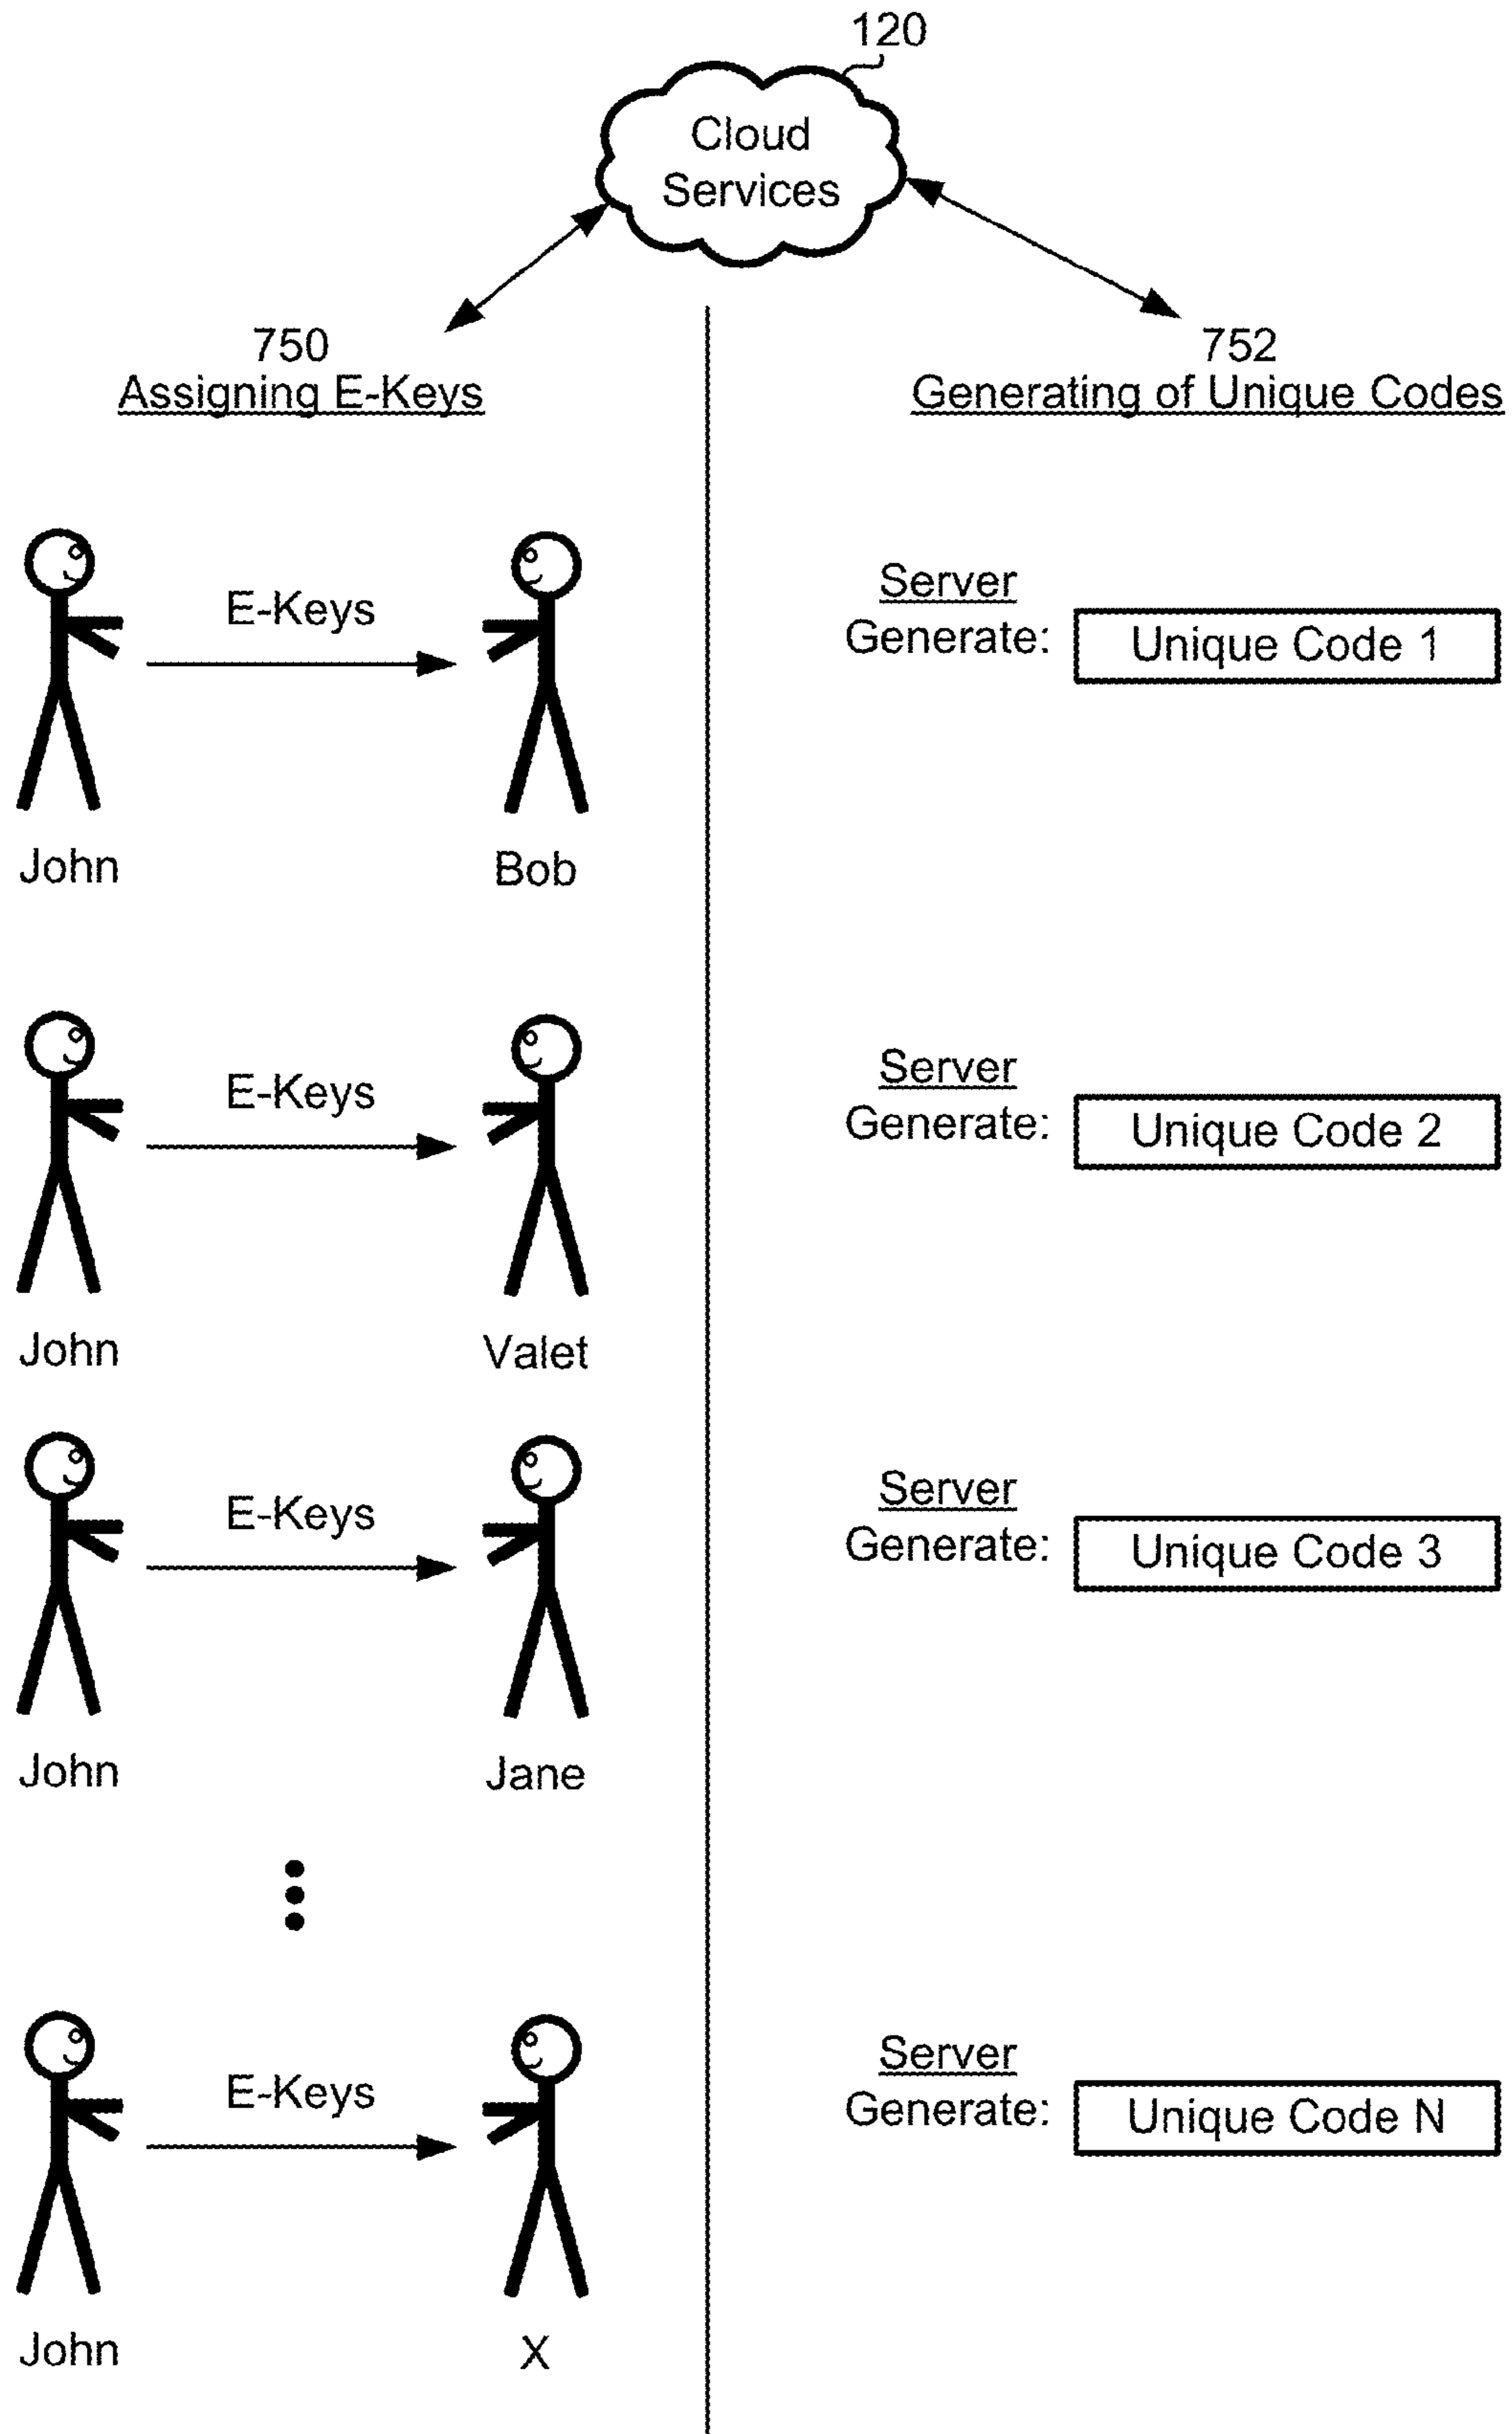 120
Cloud
Services
750
Assigning E-Keys
752
Generating of Unique Codes
E-Keys
John
Bob
Server
Generate:
Unique Code 1
E-Keys
John
Valet
Server
Generate:
Unique Code 2
E-Keys
John
Jane
Server
Generate:
Unique Code 3
E-Keys
John
X
Server
Generate:
Unique Code N